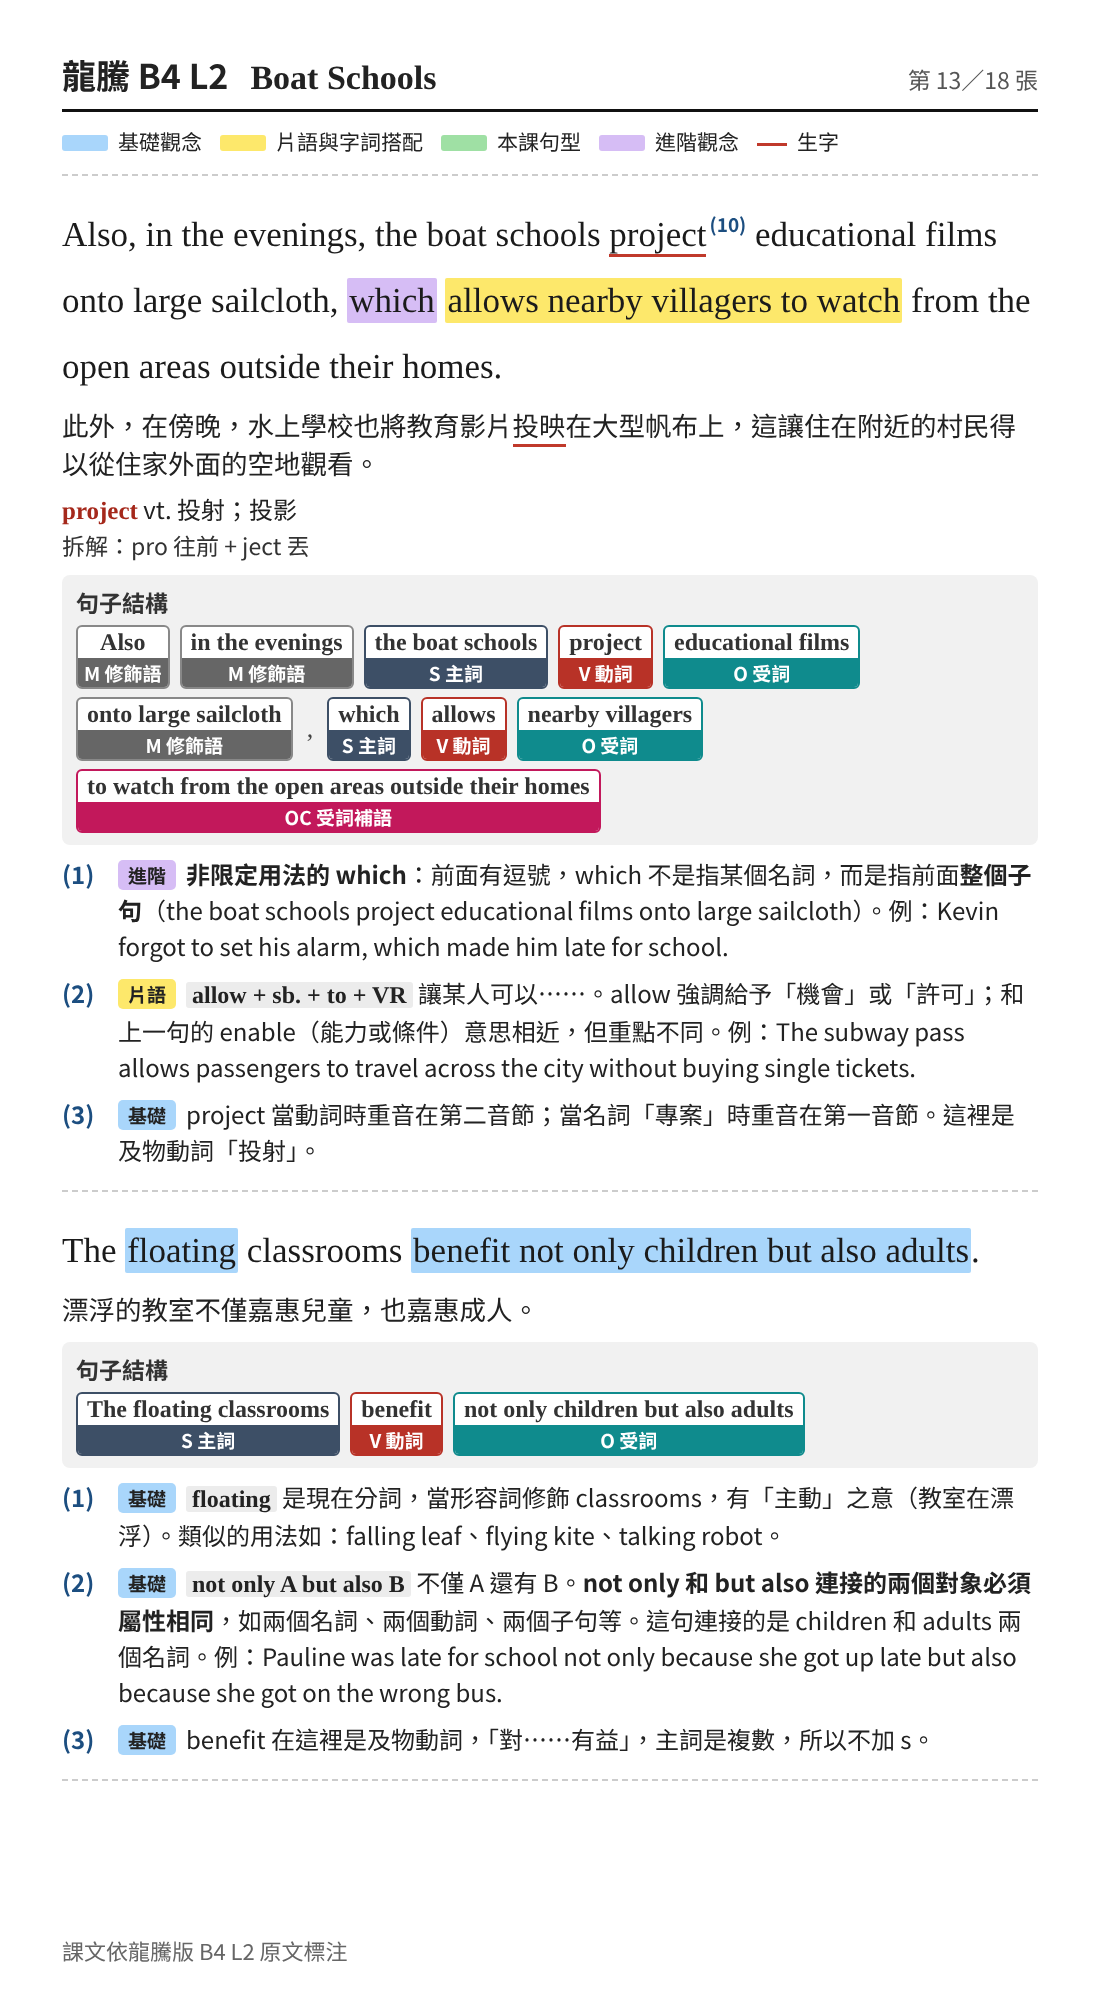 龍騰 B4 L2 Boat Schools
第 13／18 張
基礎觀念 片語與字詞搭配 本課句型 進階觀念 生字
Also, in the evenings, the boat schools project(10) educational films
onto large sailcloth, which allows nearby villagers to watch from the
open areas outside their homes.
此外，在傍晚，水上學校也將教育影片投映在大型帆布上，這讓住在附近的村民得
以從住家外面的空地觀看。
project vt. 投射；投影
拆解：pro 往前 + ject 丟
句子結構
Also in the evenings the boat schools project educational films
M 修飾語 M 修飾語 S 主詞 V 動詞 O 受詞
onto large sailcloth , which allows nearby villagers
M 修飾語 S 主詞 V 動詞 O 受詞
to watch from the open areas outside their homes
OC 受詞補語
(1) 進階 非限定用法的 which：前面有逗號，which 不是指某個名詞，而是指前面整個子
句（the boat schools project educational films onto large sailcloth）。例：Kevin
forgot to set his alarm, which made him late for school.
(2) 片語 allow + sb. + to + VR 讓某人可以⋯⋯。allow 強調給予「機會」或「許可」；和
上一句的 enable（能力或條件）意思相近，但重點不同。例：The subway pass
allows passengers to travel across the city without buying single tickets.
(3) 基礎 project 當動詞時重音在第二音節；當名詞「專案」時重音在第一音節。這裡是
及物動詞「投射」。
The floating classrooms benefit not only children but also adults.
漂浮的教室不僅嘉惠兒童，也嘉惠成人。
句子結構
The floating classrooms benefit not only children but also adults
S 主詞 V 動詞 O 受詞
(1) 基礎 floating 是現在分詞，當形容詞修飾 classrooms，有「主動」之意（教室在漂
浮）。類似的用法如：falling leaf、flying kite、talking robot。
(2) 基礎 not only A but also B 不僅 A 還有 B。not only 和 but also 連接的兩個對象必須
屬性相同，如兩個名詞、兩個動詞、兩個子句等。這句連接的是 children 和 adults 兩
個名詞。例：Pauline was late for school not only because she got up late but also
because she got on the wrong bus.
(3) 基礎 benefit 在這裡是及物動詞，「對⋯⋯有益」，主詞是複數，所以不加 s。
課文依龍騰版 B4 L2 原文標注